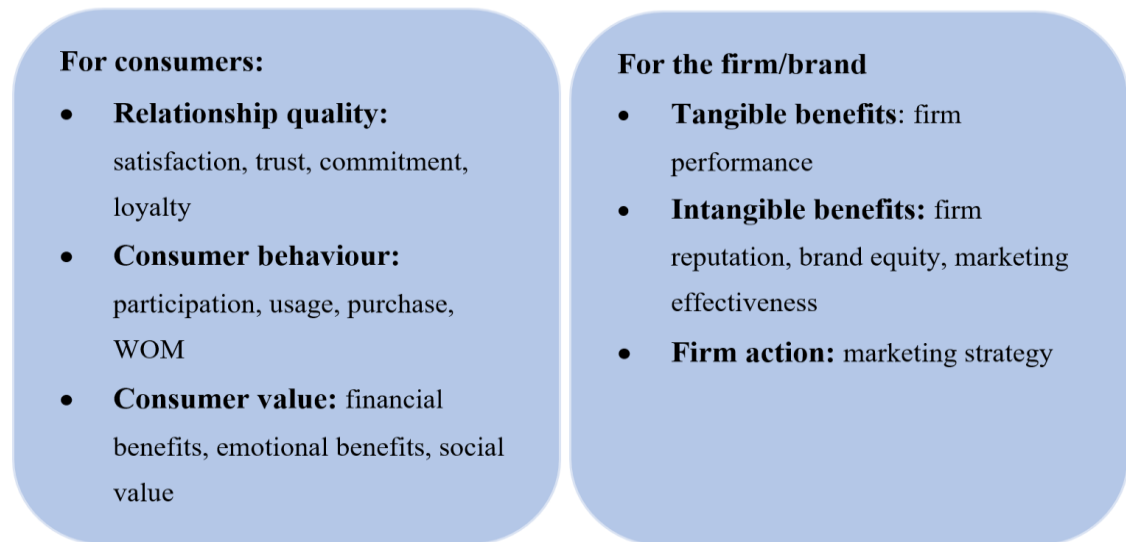 For consumers:
• Relationship quality:
satisfaction, trust, commitment,
loyalty
• Consumer behaviour:
participation, usage, purchase,
WOM
• Consumer value: financial
benefits, emotional benefits, social
value
For the firm/brand
• Tangible benefits: firm
performance
• Intangible benefits: firm
reputation, brand equity, marketing
effectiveness
• Firm action: marketing strategy